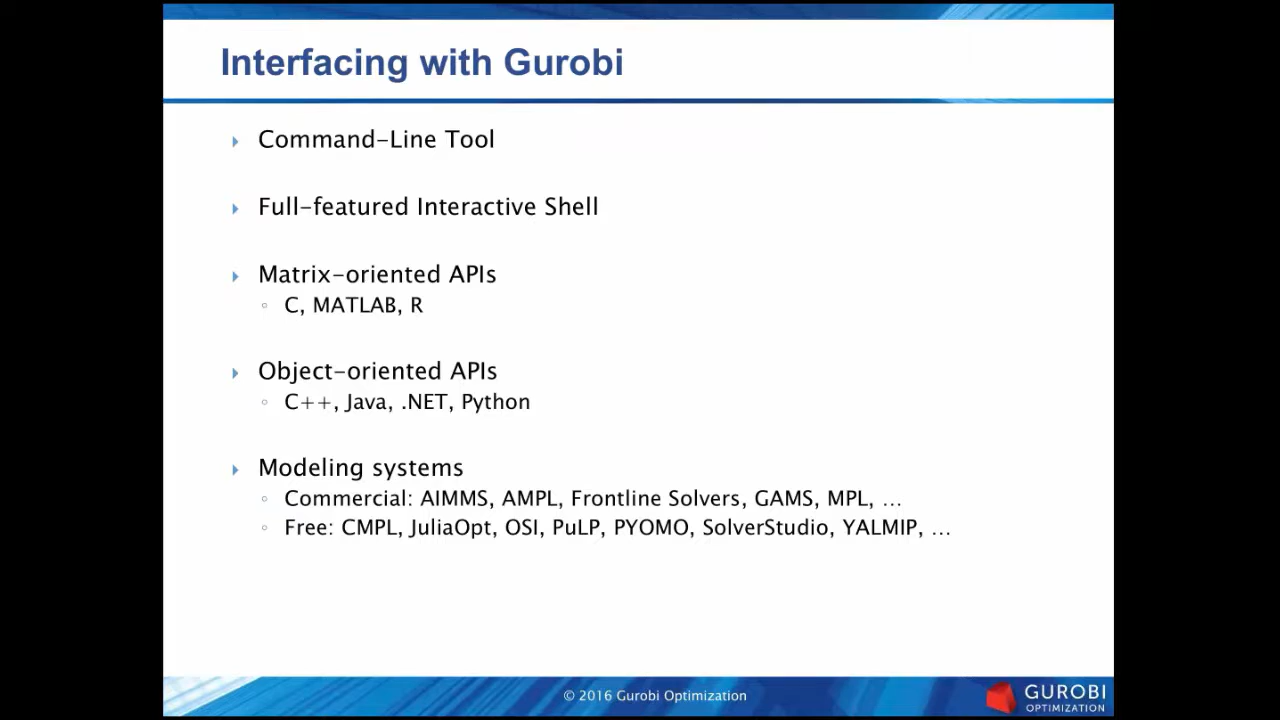 Interfacing with Gurobi
Command-Line Tool
Full-featured Interactive Shell
Matrix-oriented APIs
C, MATLAB, R
Object-oriented APIs
C++, Java, .NET, Python
Modeling systems
Commercial: AIMMS, AMPL, Frontline Solvers, GAMS, MPL, …
Free: CMPL, JuliaOpt, OSI, PuLP, PYOMO, SolverStudio, YALMIP, …
© 2016 Gurobi Optimization
GUROBI
OPTIMIZATION